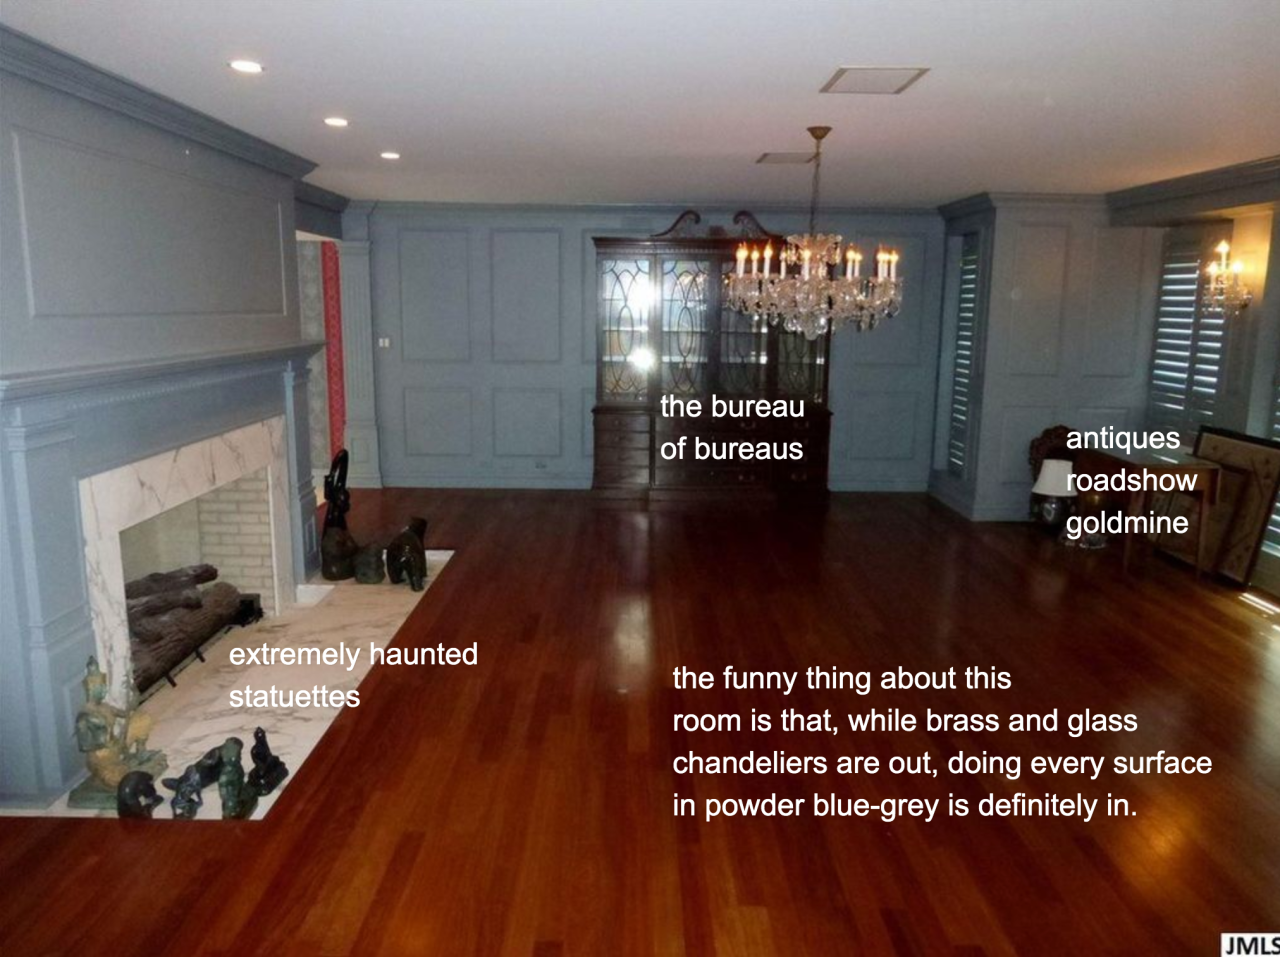 the bureau
of bureaus
antiques
roadshow
goldmine
extremely haunted
statuettes
the funny thing about this
room is that, while brass and glass
chandeliers are out, doing every surface
in powder blue-grey is definitely in.
JMLS